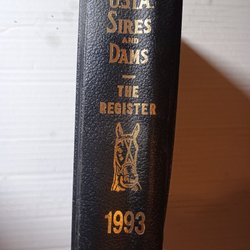 U.S.T.A.
SIRES
AND
DAMS
THE
REGISTER
1993